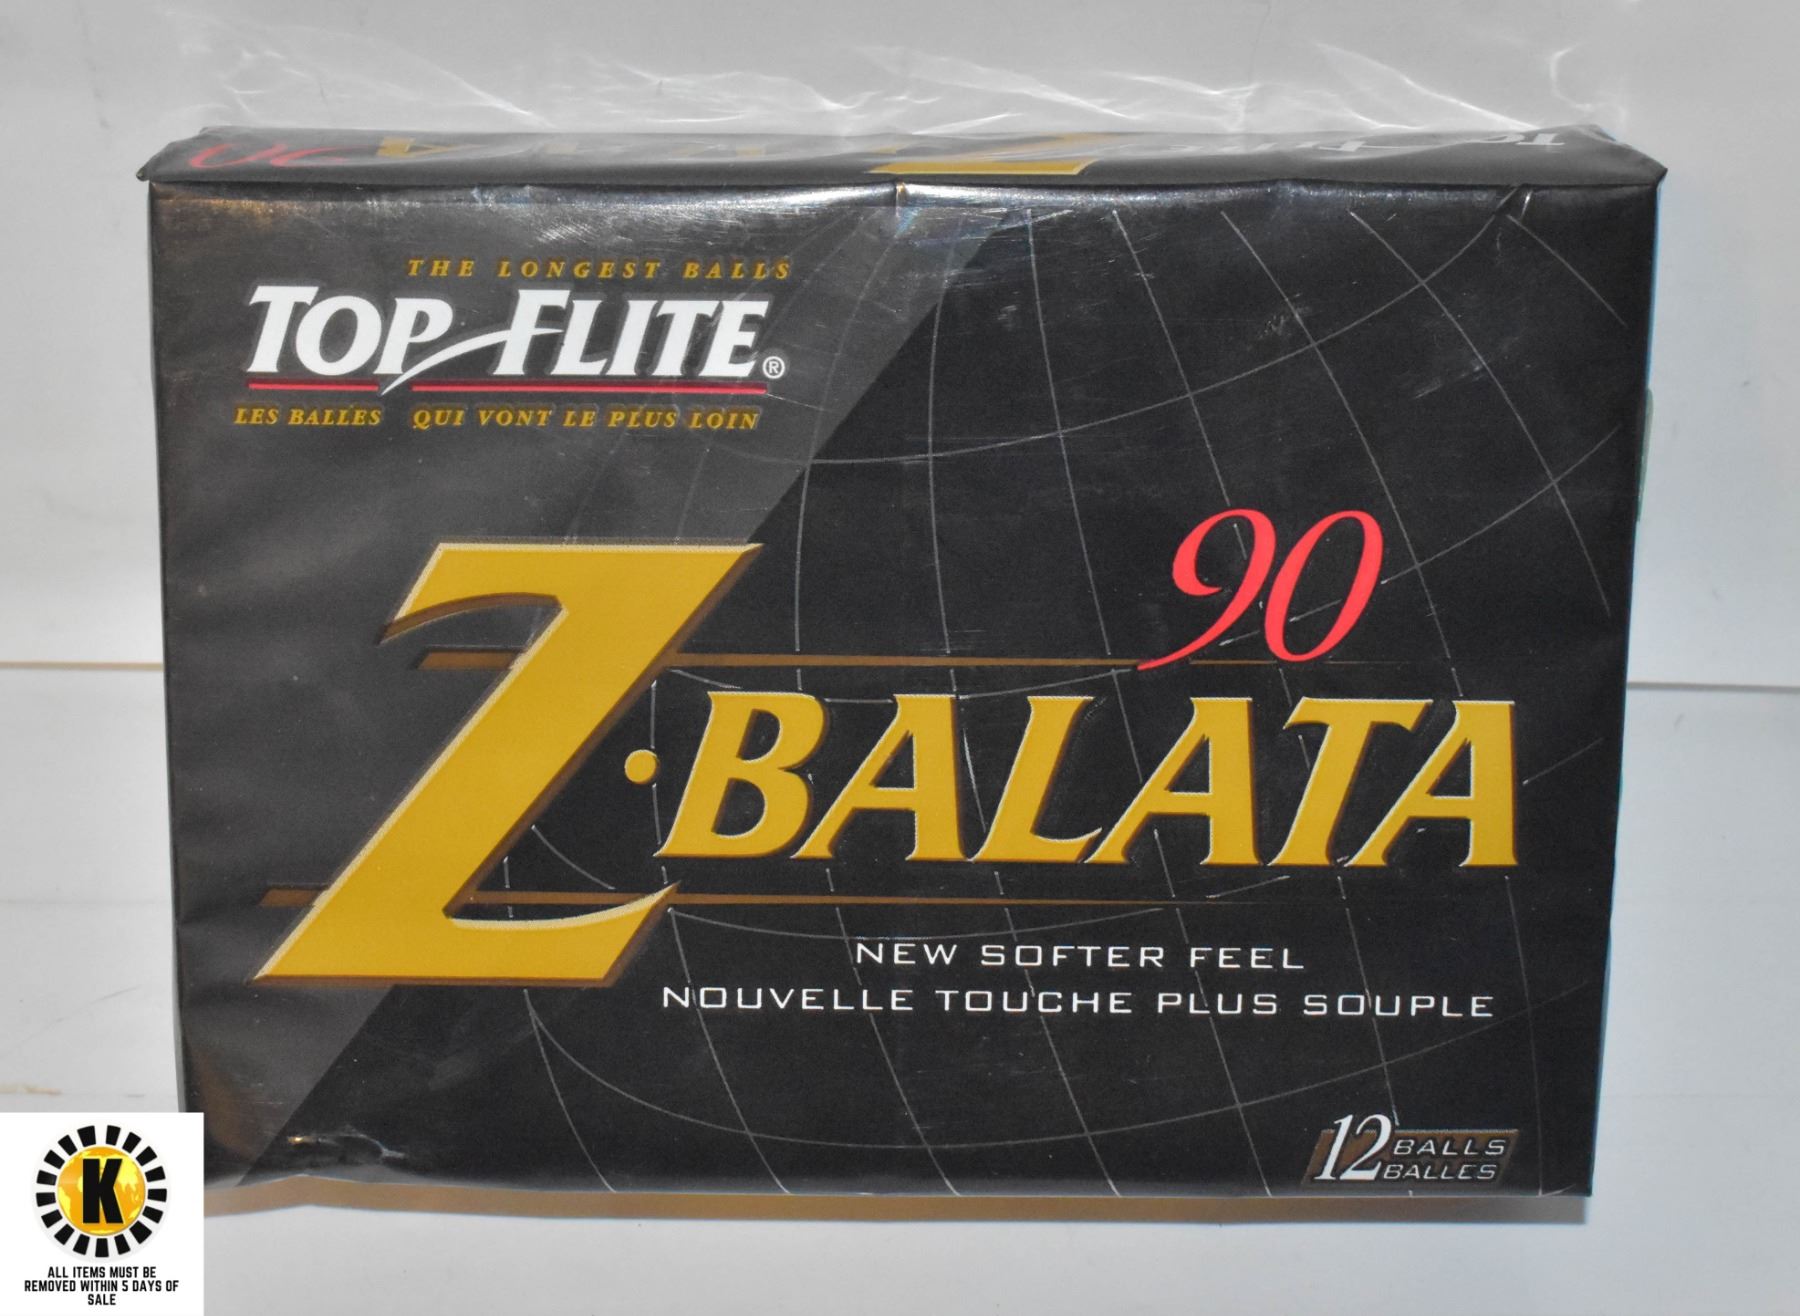 THE LONGEST BALLS
TOP FLITE®
LES BALLES QUI VONT LE PLUS LOIN
90
Z·BALATA
NEW SOFTER FEEL
NOUVELLE TOUCHE PLUS SOUPLE
12 BALLS
BALLES
K
ALL ITEMS MUST BE
REMOVED WITHIN 5 DAYS OF
SALE